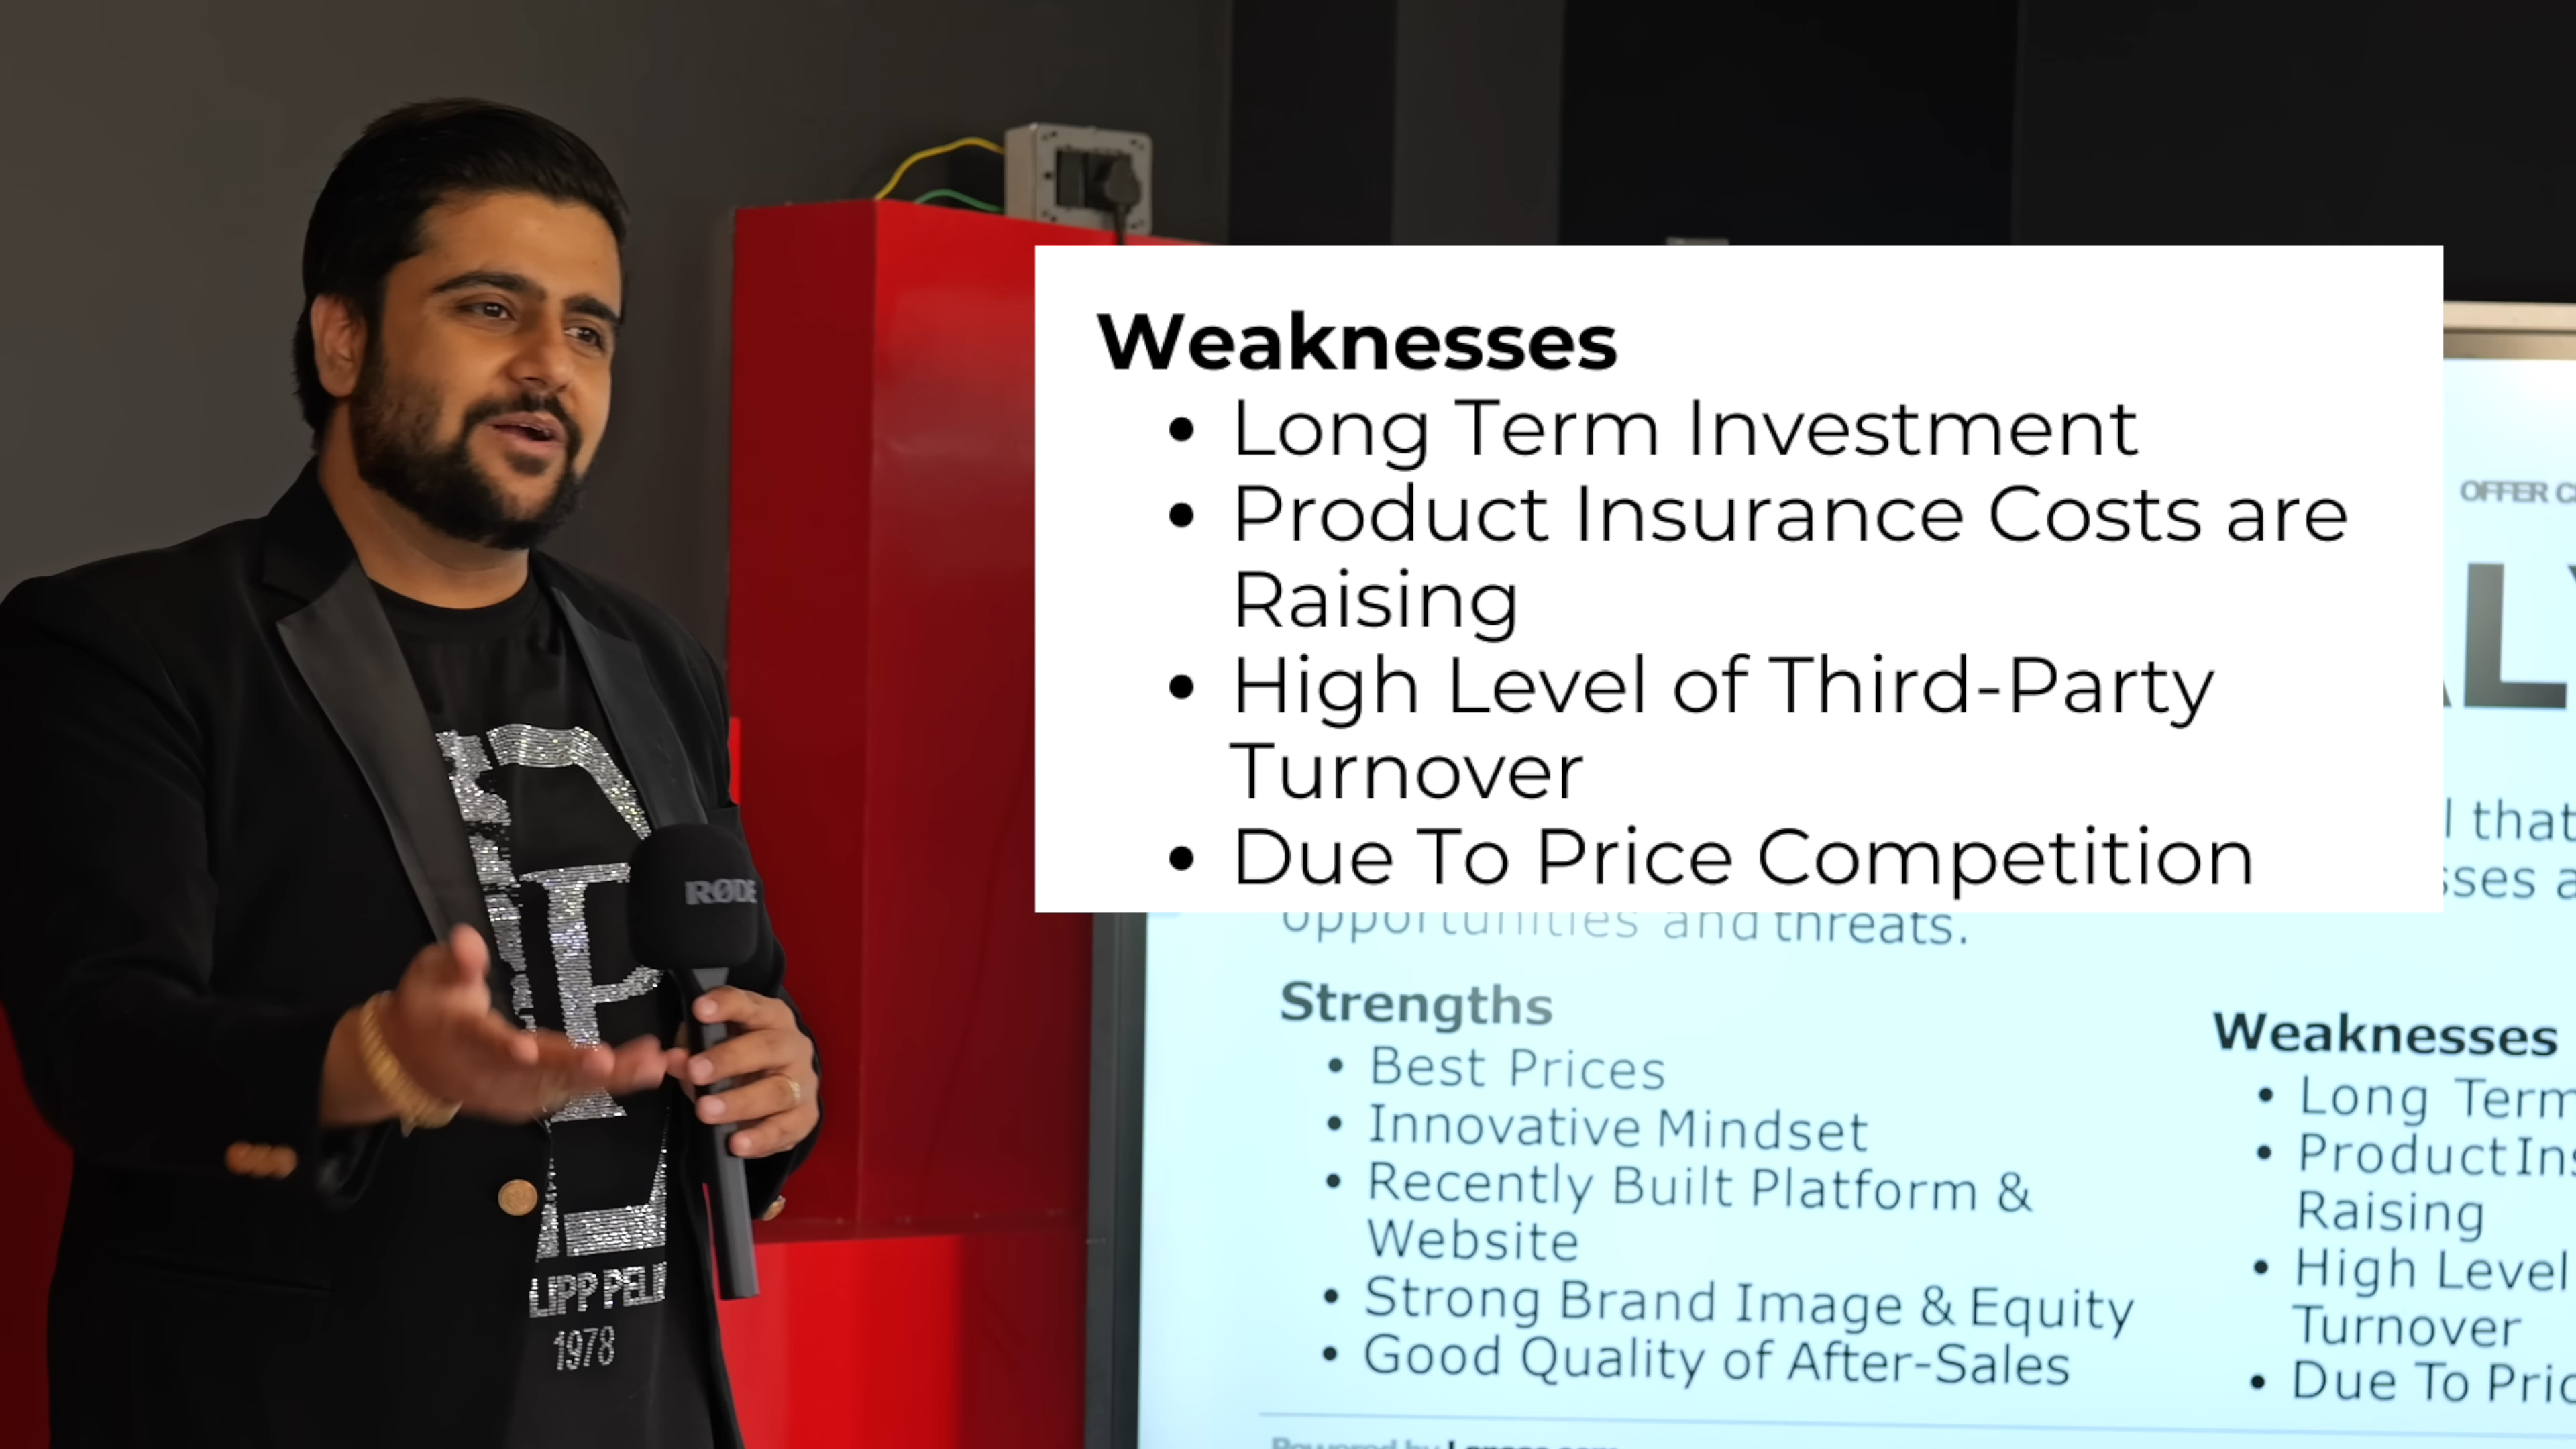 Weaknesses
• Long Term Investment
• Product Insurance Costs are
Raising
• High Level of Third-Party
Turnover
• Due To Price Competition
OFFER
that
opportunities and threats.
Strengths
• Best Prices
• Innovative Mindset
• Recently Built Platform &
Website
• Strong Brand Image & Equity
• Good Quality of After-Sales
Weaknesses
• Long Term
• Product Ins
Raising
• High Level
Turnover
• Due To Pric
Powered by
RØDE
LIPP PELI
1978